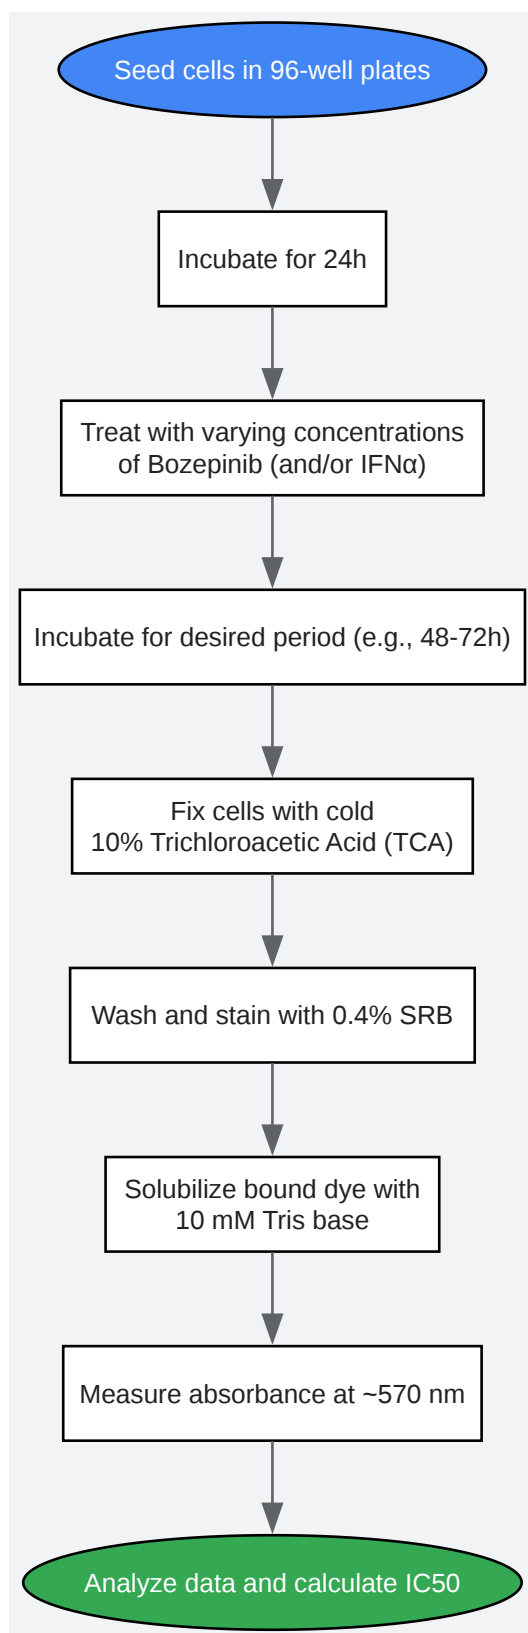 Seed cells in 96-well plates
Incubate for 24h
Treat with varying concentrations
of Bozepinib (and/or IFNα)
Incubate for desired period (e.g., 48-72h)
Fix cells with cold
10% Trichloroacetic Acid (TCA)
Wash and stain with 0.4% SRB
Solubilize bound dye with
10 mM Tris base
Measure absorbance at ~570 nm
Analyze data and calculate IC50